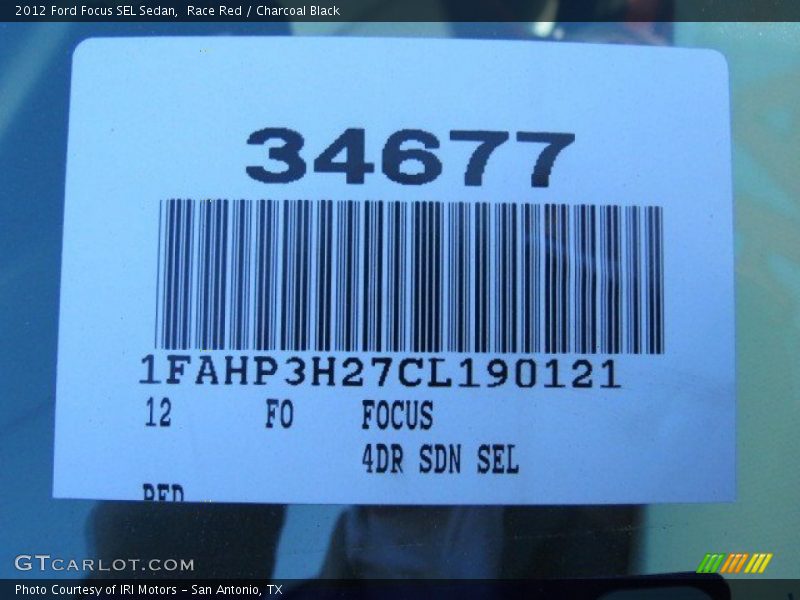 2012 Ford Focus SEL Sedan, Race Red / Charcoal Black
34677
1FAHP3H27CL190121
12 FO FOCUS
4DR SDN SEL
RED
GTCARLOT.COM
Photo Courtesy of IRI Motors - San Antonio, TX